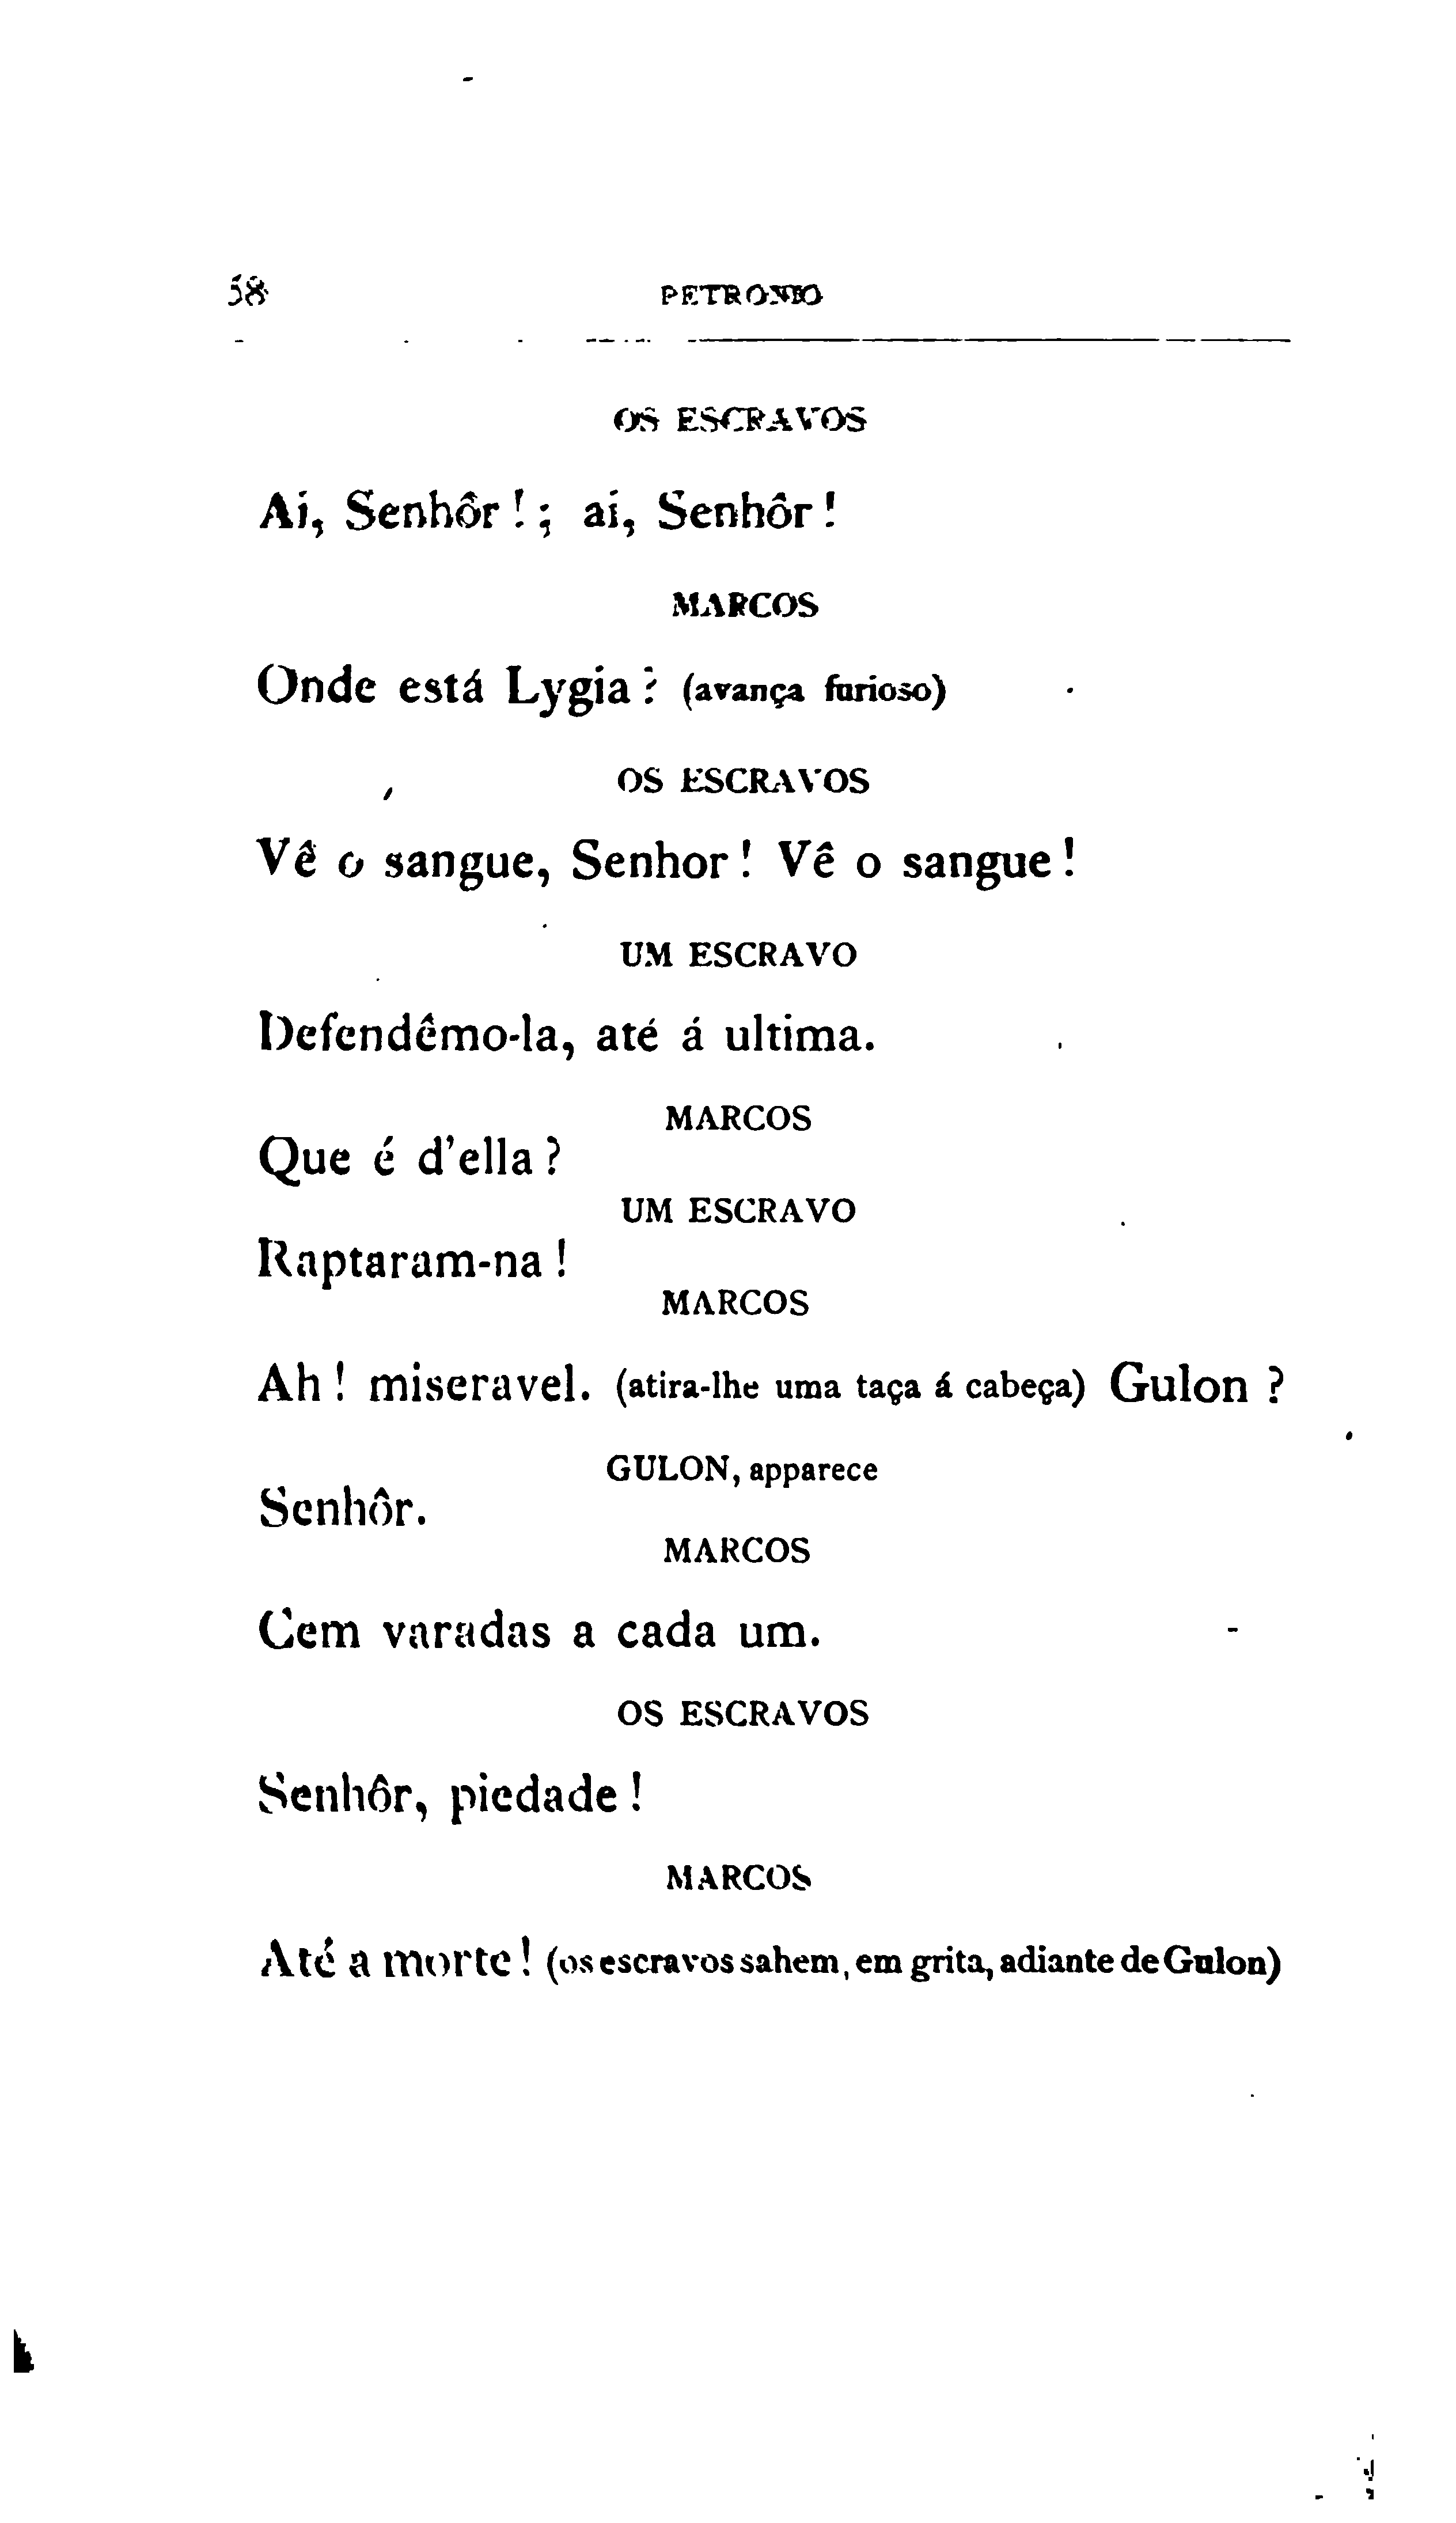 58 PETRONIO
OS ESCRAVOS
Ai, Senhôr!; ai, Senhôr!
MARCOS
Onde está Lygia? (avança furioso)
OS ESCRAVOS
Vê o sangue, Senhor! Vê o sangue!
UM ESCRAVO
Defendêmo-la, até á ultima.
MARCOS
Que é d'ella?
UM ESCRAVO
Raptaram-na!
MARCOS
Ah! miseravel. (atira-lhe uma taça á cabeça) Gulon?
GULON, apparece
Senhôr.
MARCOS
Cem varadas a cada um.
OS ESCRAVOS
Senhôr, piedade!
MARCOS
Até a morte! (os escravos sahem, em grita, adiante de Gulon)